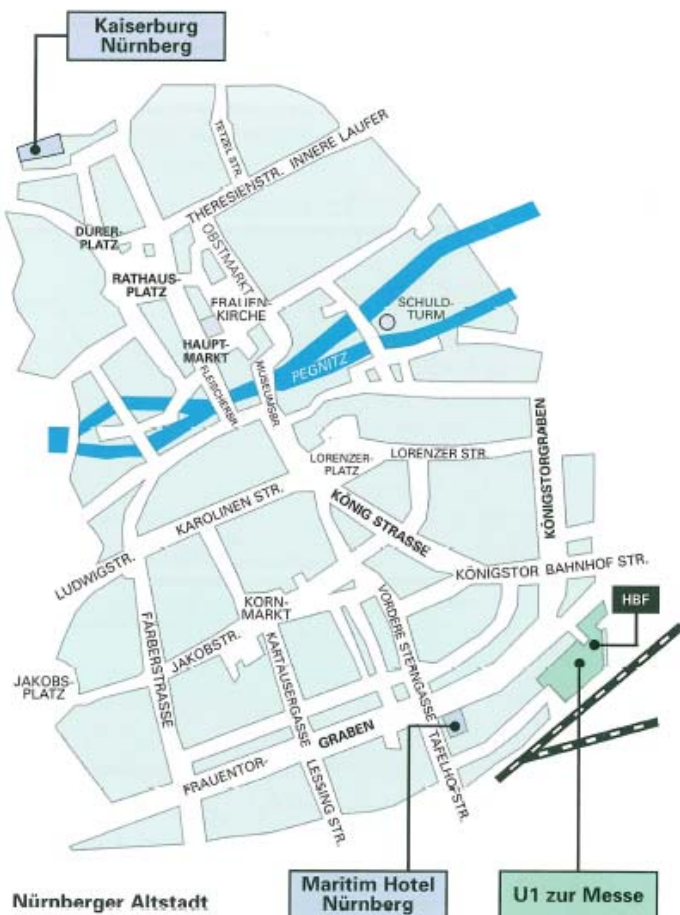 Kaiserburg
Nürnberg
TETZEL STR.
THERESIENSTR. INNERE LAUFER
DÜRER-
PLATZ
OBSTMARKT
RATHAUS-
PLATZ
FRAUEN-
KIRCHE
SCHULD-
TURM
HAUPT-
MARKT
FLEISCHERBR.
MUSEUMSBR.
PEGNITZ
KÖNIGSTORGRABEN
LORENZER-
PLATZ
LORENZER STR.
KAROLINEN STR.
KÖNIG STRASSE
LUDWIGSTR.
KÖNIGSTOR BAHNHOF STR.
HBF
KORN-
MARKT
VORDERE STERNGASSE
FÄRBERSTRASSE
JAKOBSTR.
KARTAUSERGASSE
JAKOBS-
PLATZ
GRABEN
TAFELHOFSTR.
FRAUENTOR-
LESSING STR.
Nürnberger Altstadt
Maritim Hotel
Nürnberg
U1 zur Messe